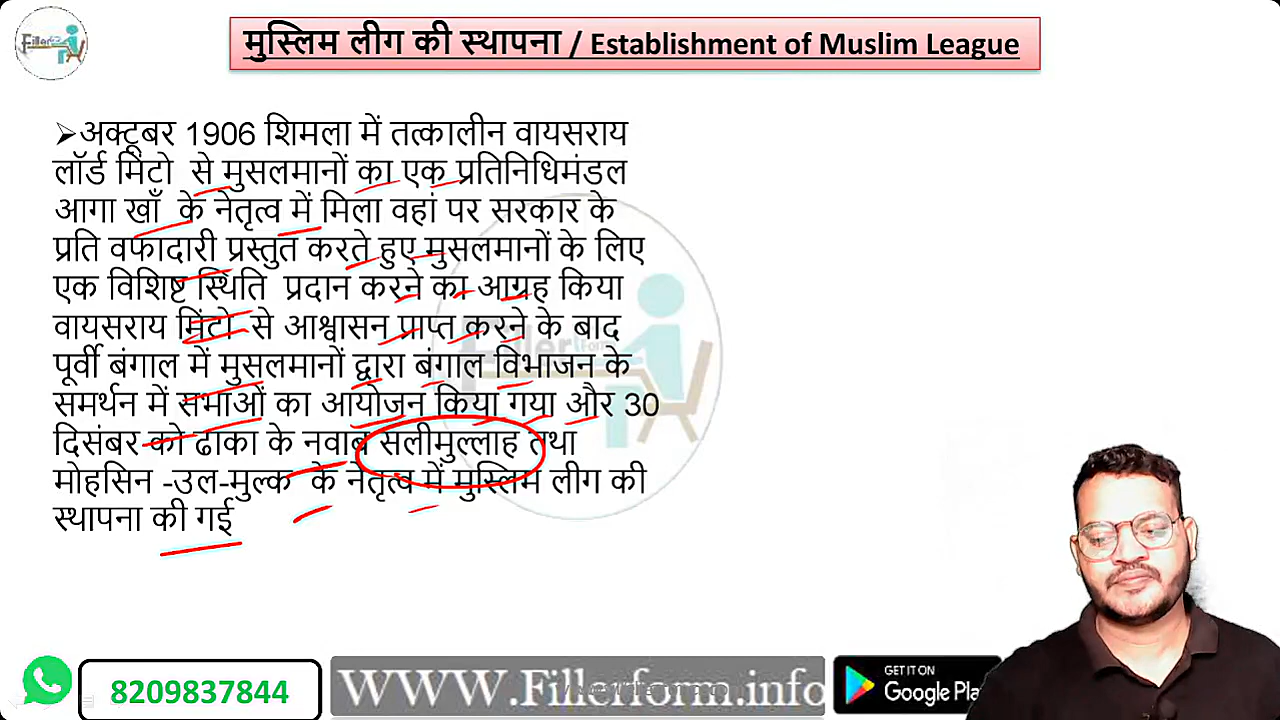 Fillerform
मुस्लिम लीग की स्थापना / Establishment of Muslim League
➢अक्टूबर 1906 शिमला में तत्कालीन वायसराय
लॉर्ड मिंटो से मुसलमानों का एक प्रतिनिधिमंडल
आगा खाँ के नेतृत्व में मिला वहां पर सरकार के
प्रति वफादारी प्रस्तुत करते हुए मुसलमानों के लिए
एक विशिष्ट स्थिति प्रदान करने का आग्रह किया
वायसराय मिंटो से आश्वासन प्राप्त करने के बाद
पूर्वी बंगाल में मुसलमानों द्वारा बंगाल विभाजन के
समर्थन में सभाओं का आयोजन किया गया और 30
दिसंबर को ढाका के नवाब सलीमुल्लाह तथा
मोहसिन -उल-मुल्क के नेतृत्व में मुस्लिम लीग की
स्थापना की गई
Fillerform
8209837844
WWW.Fillerform.info
GET IT ON
Google Pla